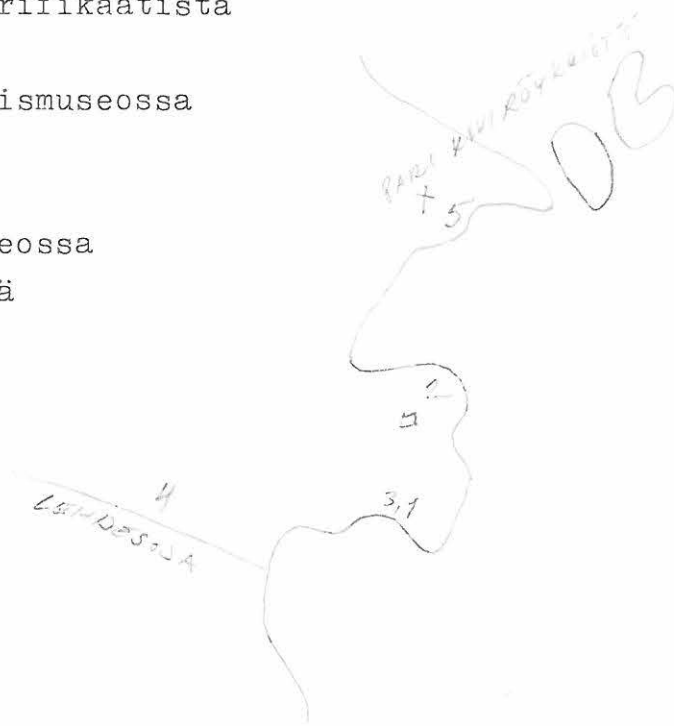 rifikaatista
ismuseossa
PARI KIVIRÖYKKIÖTÄ
+ 5
eossa
ä
2
4
3,1
LEHDESOJA